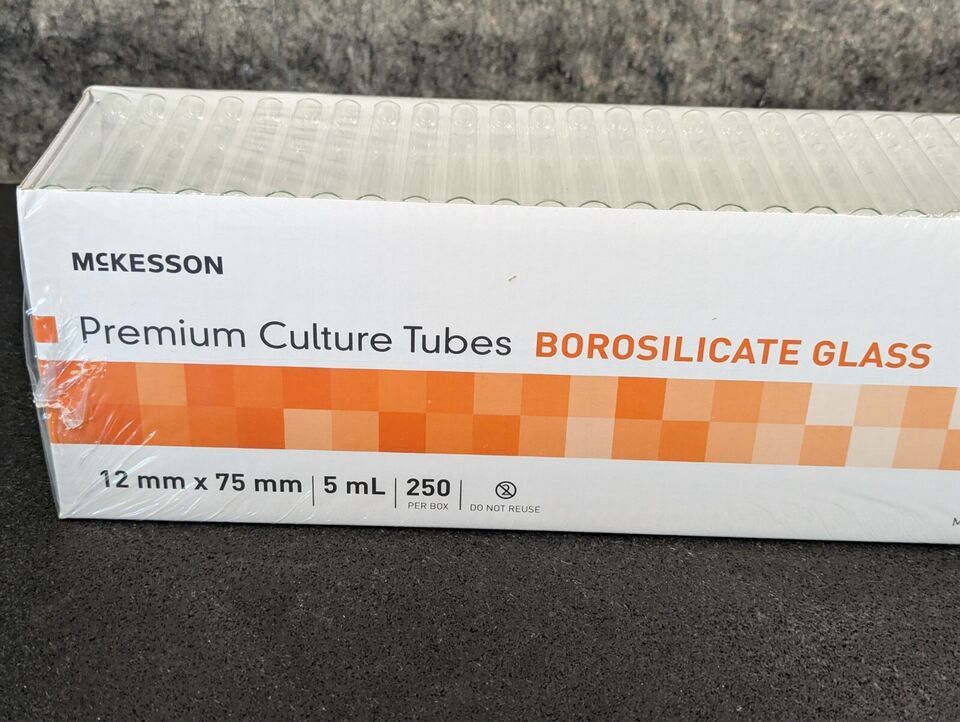 McKESSON
Premium Culture Tubes BOROSILICATE GLASS
12 mm x 75 mm | 5 mL | 250 PER BOX | DO NOT REUSE